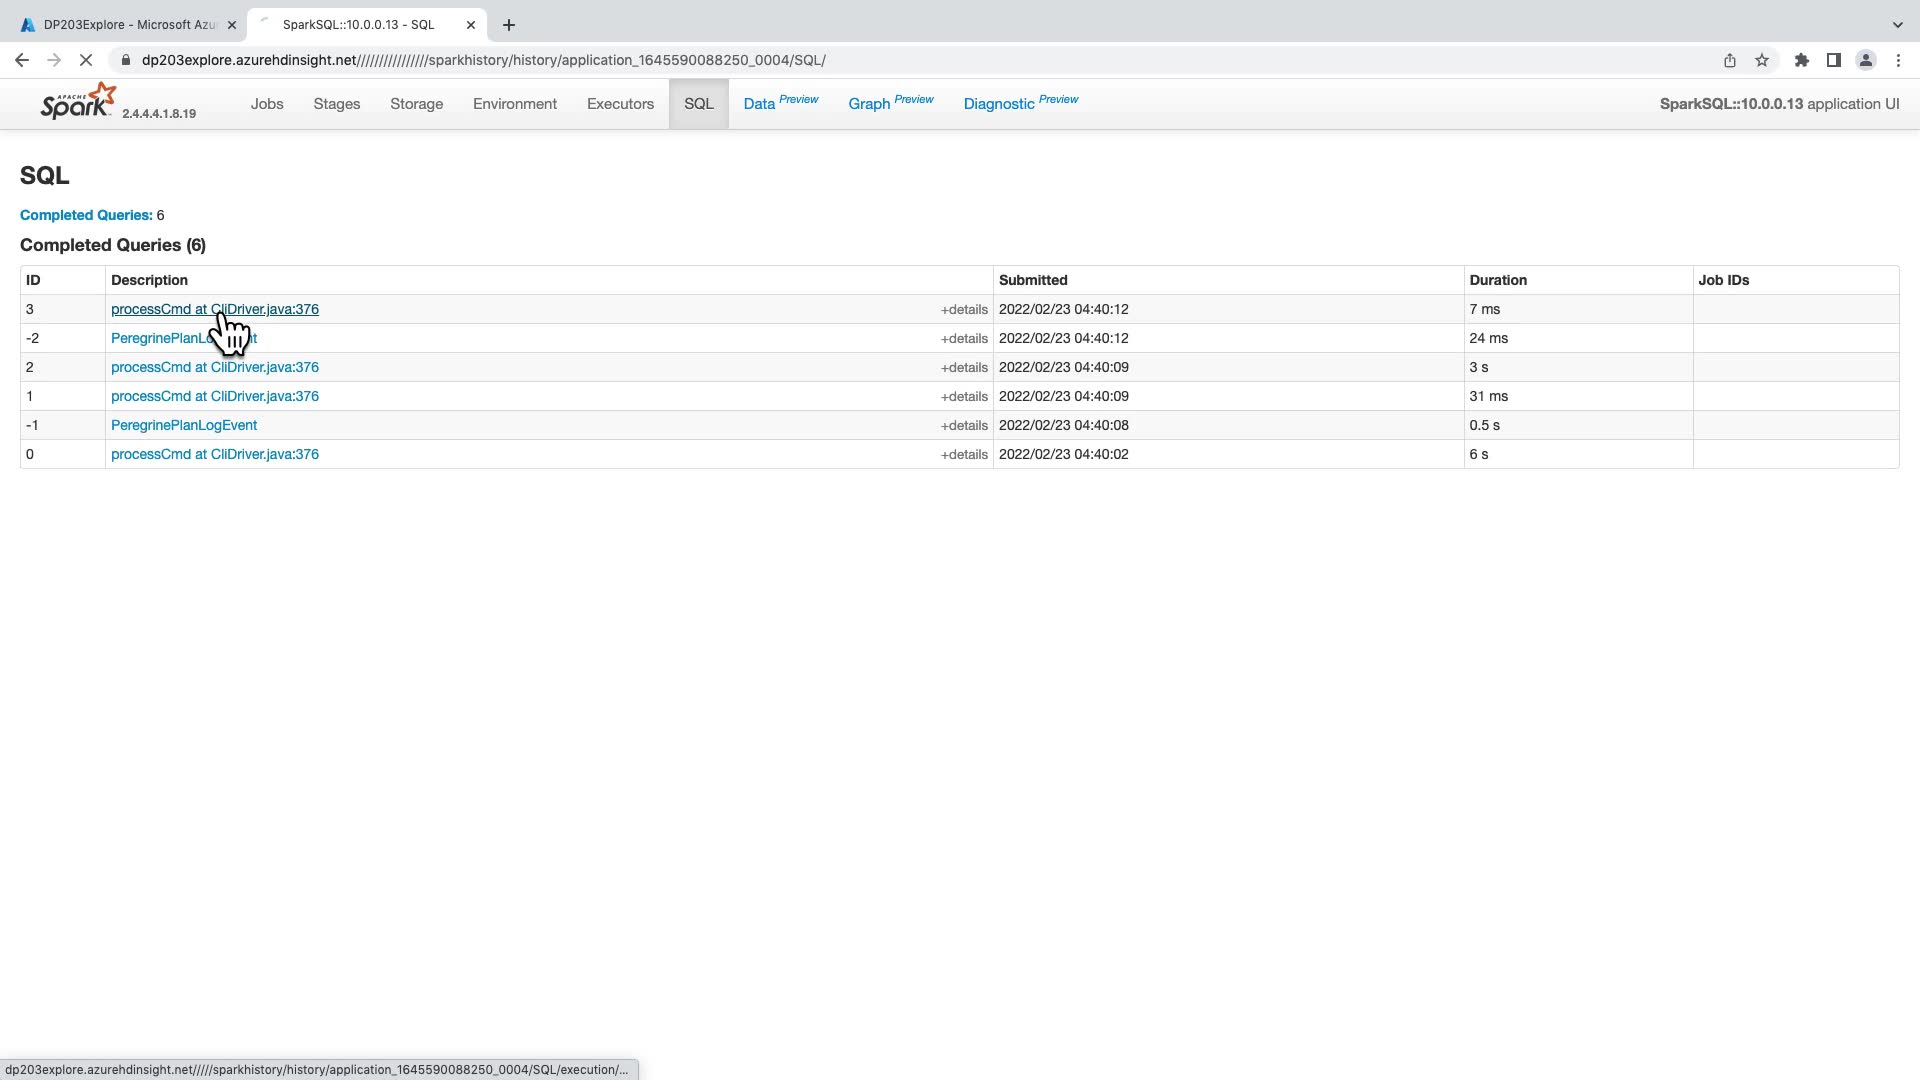 DP203Explore - Microsoft Azu
SparkSQL::10.0.0.13 - SQL
dp203explore.azurehdinsight.net////////////////sparkhistory/history/application_1645590088250_0004/SQL/
APACHE Spark 2.4.4.4.1.8.19
Jobs Stages Storage Environment Executors SQL Data Preview Graph Preview Diagnostic Preview
SparkSQL::10.0.0.13 application UI
SQL
Completed Queries: 6
Completed Queries (6)
ID Description Submitted Duration Job IDs
3 processCmd at CliDriver.java:376 +details 2022/02/23 04:40:12 7 ms
-2 PeregrinePlanL t +details 2022/02/23 04:40:12 24 ms
2 processCmd at CliDriver.java:376 +details 2022/02/23 04:40:09 3 s
1 processCmd at CliDriver.java:376 +details 2022/02/23 04:40:09 31 ms
-1 PeregrinePlanLogEvent +details 2022/02/23 04:40:08 0.5 s
0 processCmd at CliDriver.java:376 +details 2022/02/23 04:40:02 6 s
dp203explore.azurehdinsight.net/////sparkhistory/history/application_1645590088250_0004/SQL/execution/...